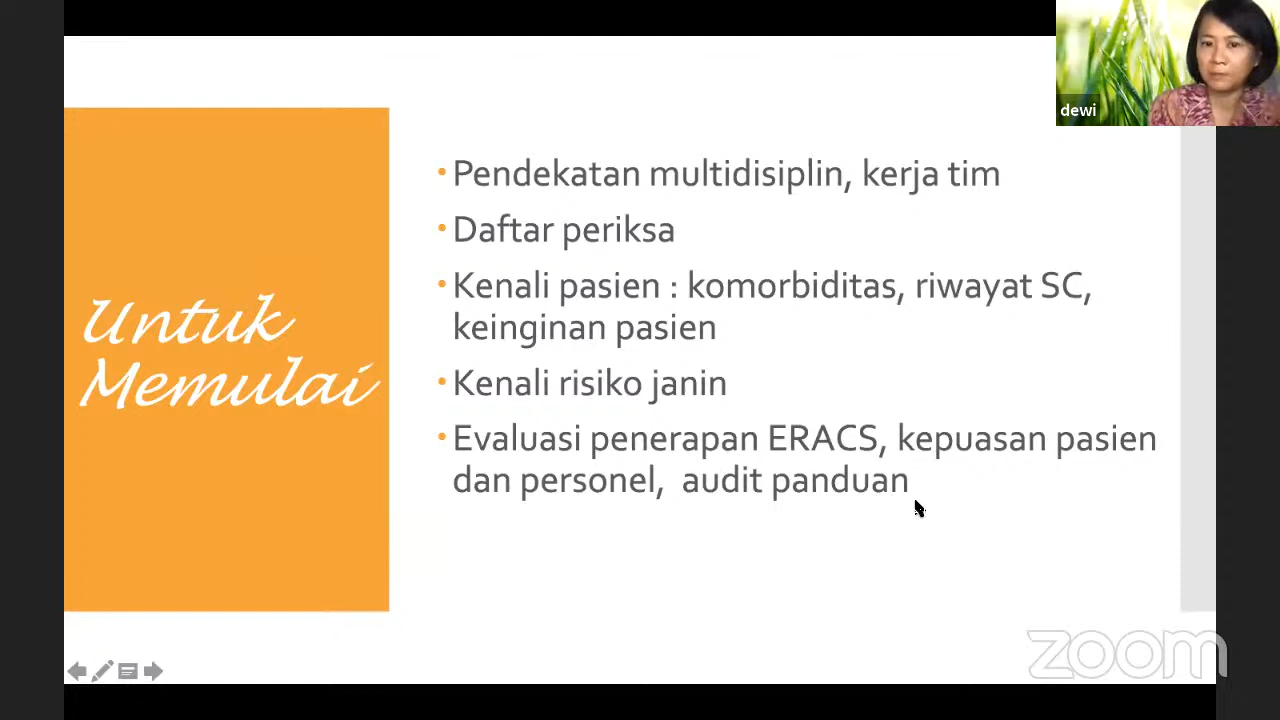 dewi
Untuk
Memulai
• Pendekatan multidisiplin, kerja tim
• Daftar periksa
• Kenali pasien : komorbiditas, riwayat SC,
keinginan pasien
• Kenali risiko janin
• Evaluasi penerapan ERACS, kepuasan pasien
dan personel, audit panduan
zoom